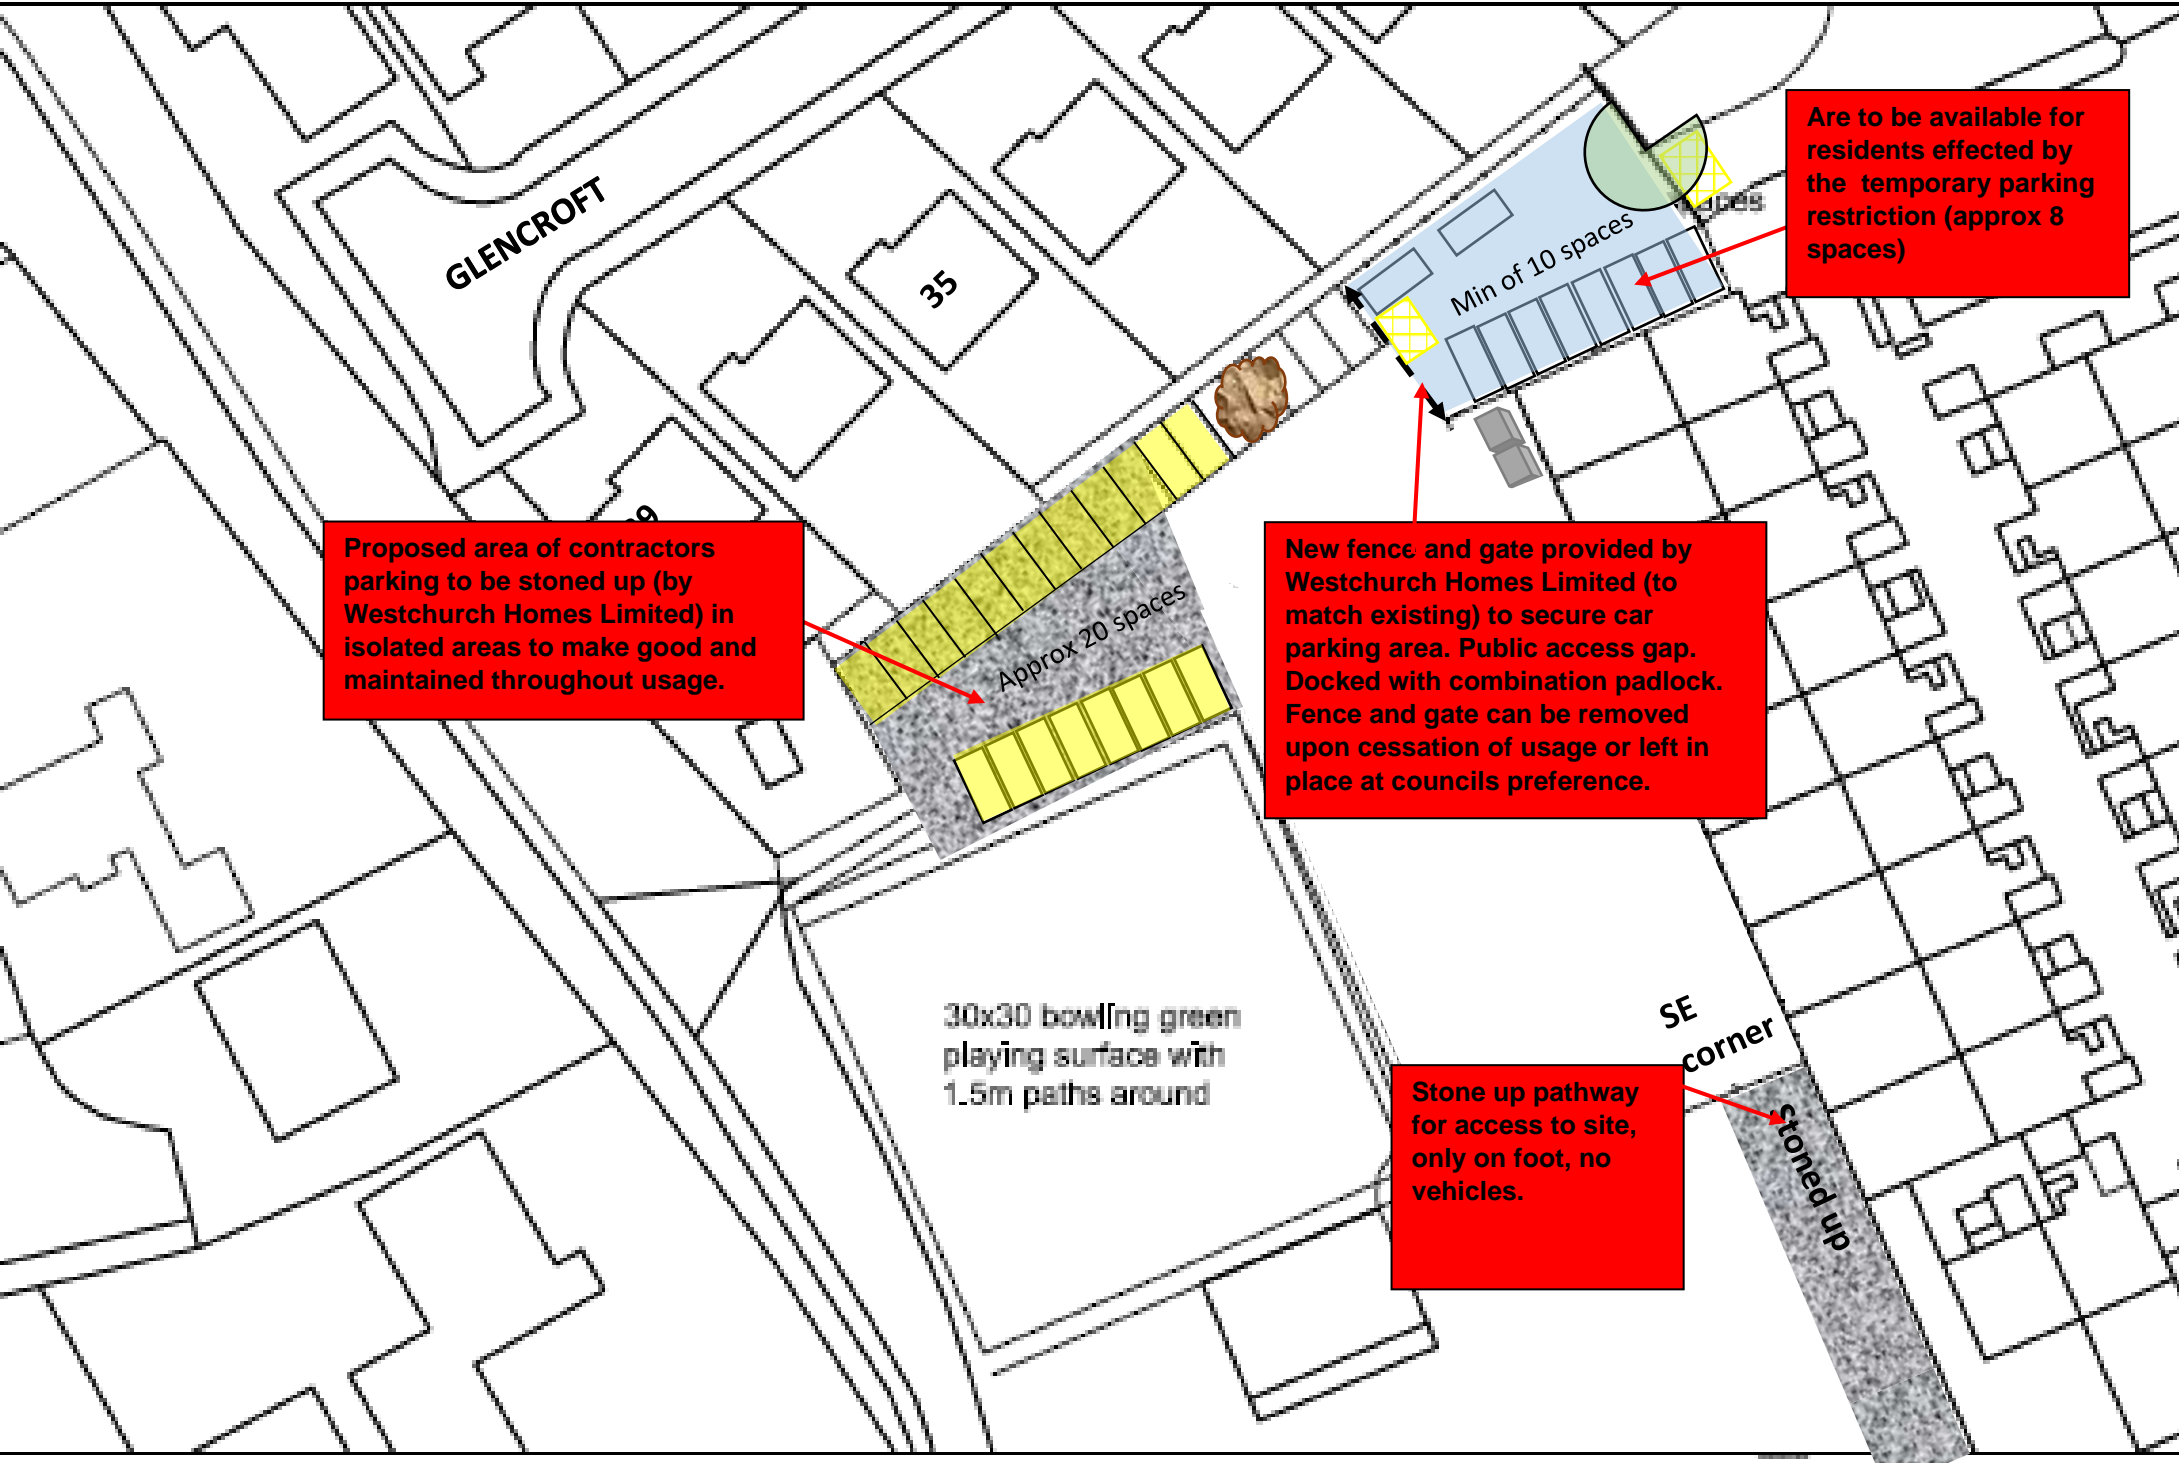 Are to be available for
residents effected by
the temporary parking
restriction (approx 8
spaces)
GLENCROFT
35
Min of 10 spaces
Proposed area of contractors
parking to be stoned up (by
Westchurch Homes Limited) in
isolated areas to make good and
maintained throughout usage.
Approx 20 spaces
New fence and gate provided by
Westchurch Homes Limited (to
match existing) to secure car
parking area. Public access gap.
Docked with combination padlock.
Fence and gate can be removed
upon cessation of usage or left in
place at councils preference.
30x30 bowling green
playing surface with
1.5m paths around
SE
corner
Stone up pathway
for access to site,
only on foot, no
vehicles.
Stoned up